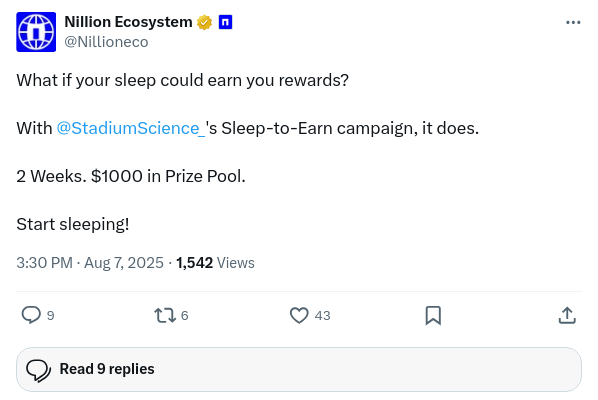 Nillion Ecosystem
@Nillioneco
What if your sleep could earn you rewards?
With @StadiumScience_'s Sleep-to-Earn campaign, it does.
2 Weeks. $1000 in Prize Pool.
Start sleeping!
3:30 PM · Aug 7, 2025 · 1,542 Views
9 6 43
Read 9 replies